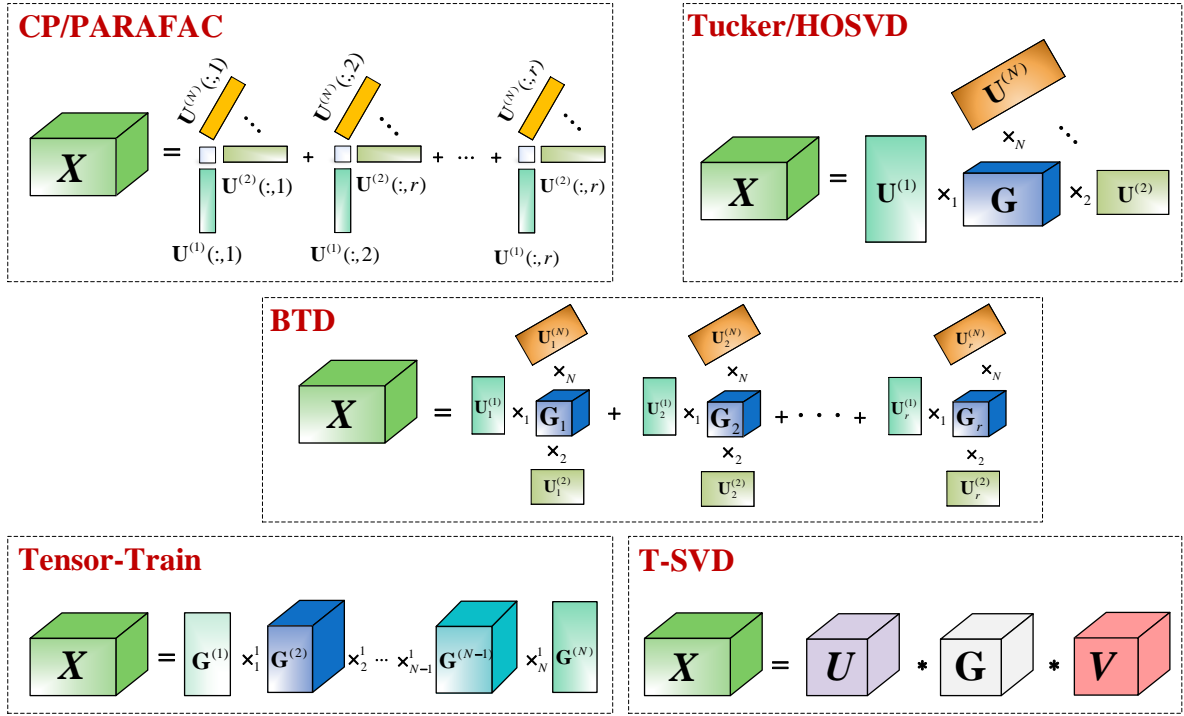 CP/PARAFAC
U^(N)(:,1) U^(N)(:,2) U^(N)(:,r)
⋱ ⋱ ⋱
X = + + ... +
U^(2)(:,1) U^(2)(:,r) U^(2)(:,r)
U^(1)(:,1) U^(1)(:,2) U^(1)(:,r)
Tucker/HOSVD
U^(N)
×_N ⋱
X = U^(1) ×_1 G ×_2 U^(2)
BTD
U_1^(N) U_2^(N) U_r^(N)
×_N ×_N ×_N
X = U_1^(1) ×_1 G_1 + U_2^(1) ×_1 G_2 + · · · + U_r^(1) ×_1 G_r
×_2 ×_2 ×_2
U_1^(2) U_2^(2) U_r^(2)
Tensor-Train
X = G^(1) ×_1^1 G^(2) ×_2^1 ... ×_{N-1}^1 G^(N-1) ×_N^1 G^(N)
T-SVD
X = U * G * V